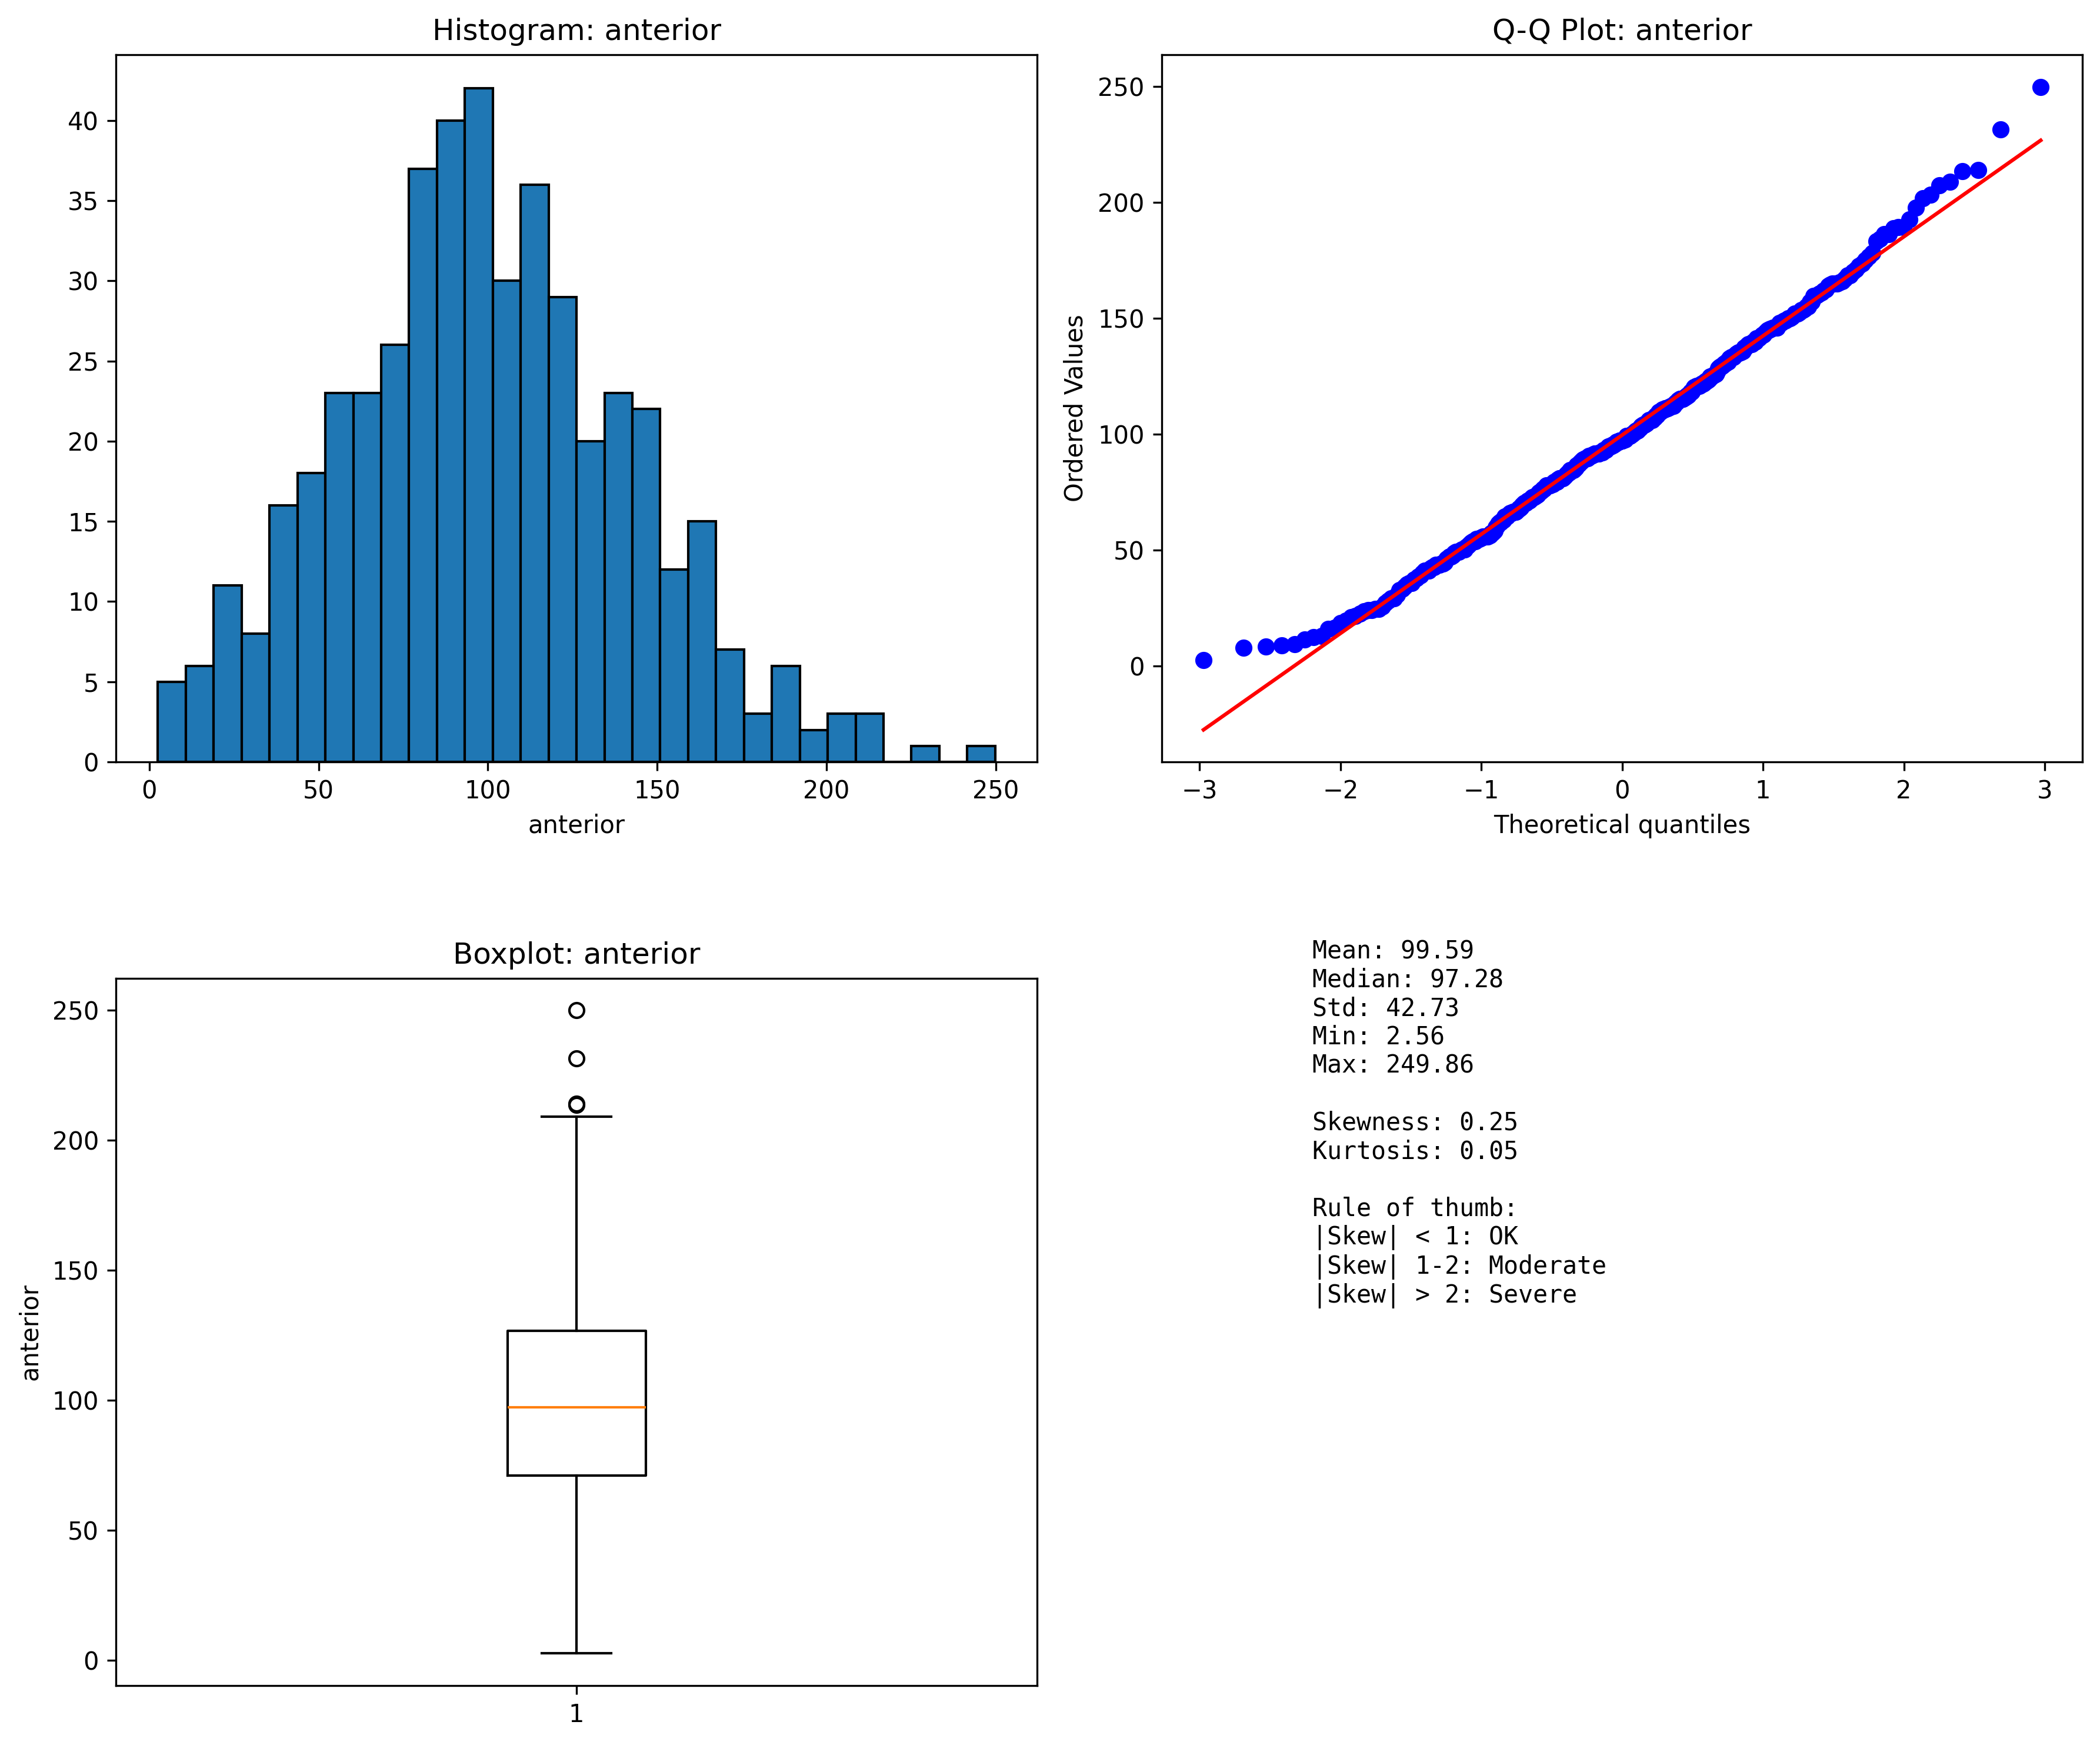 Histogram: anterior
40
35
30
25
20
15
10
5
0
0 50 100 150 200 250
anterior
Q-Q Plot: anterior
250
200
150
100
50
0
Ordered Values
−3 −2 −1 0 1 2 3
Theoretical quantiles
Boxplot: anterior
250
200
150
100
50
0
anterior
1
Mean: 99.59
Median: 97.28
Std: 42.73
Min: 2.56
Max: 249.86
Skewness: 0.25
Kurtosis: 0.05
Rule of thumb:
|Skew| < 1: OK
|Skew| 1-2: Moderate
|Skew| > 2: Severe